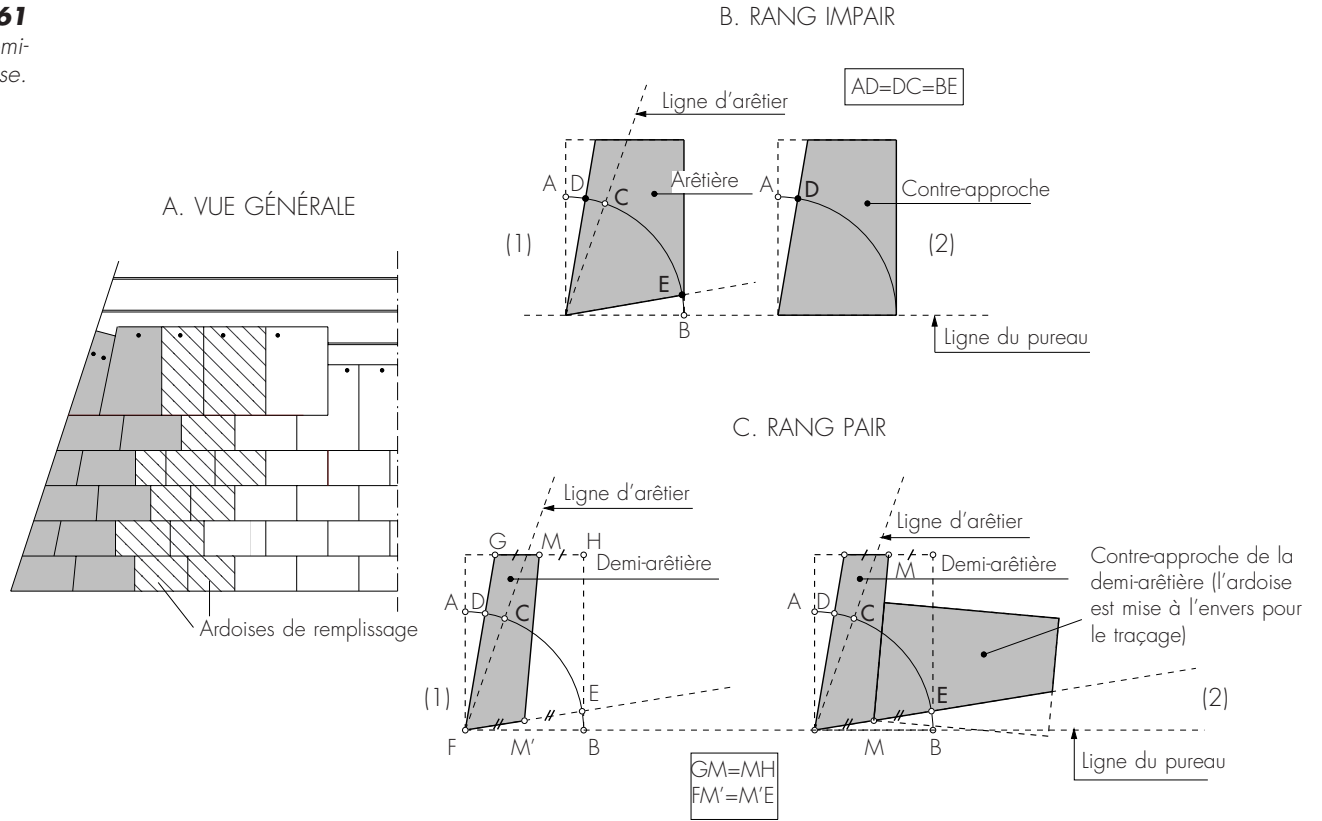 61
mi-
se.
A. VUE GÉNÉRALE
Ardoises de remplissage
B. RANG IMPAIR
AD=DC=BE
Ligne d'arêtier
A
D
C
Arêtière
E
B
(1)
A
D
Contre-approche
(2)
Ligne du pureau
C. RANG PAIR
Ligne d'arêtier
G
M
H
Demi-arêtière
A
D
C
(1)
E
F
M'
B
GM=MH
FM'=M'E
Ligne d'arêtier
M
Demi-arêtière
A
D
C
Contre-approche de la
demi-arêtière (l'ardoise
est mise à l'envers pour
le traçage)
E
(2)
M
B
Ligne du pureau